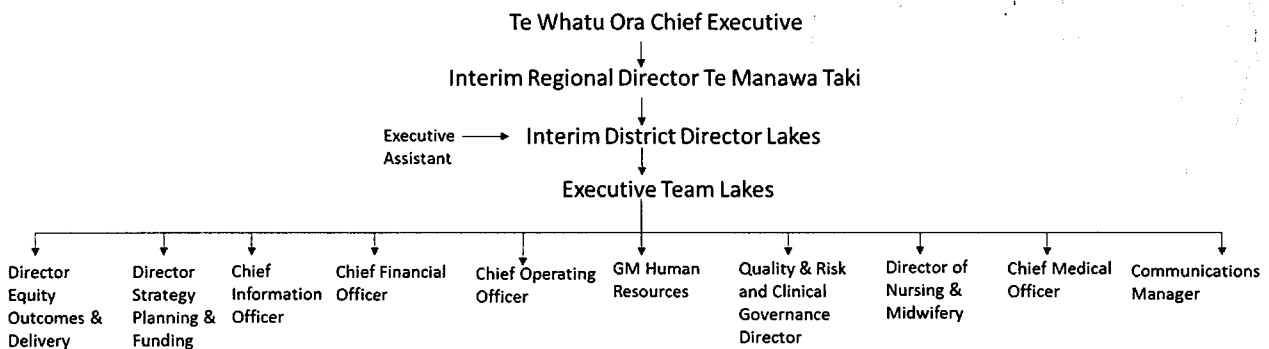 Te Whatu Ora Chief Executive
Interim Regional Director Te Manawa Taki
Executive
Assistant
Interim District Director Lakes
Executive Team Lakes
Director
Equity
Outcomes &
Delivery
Director
Strategy
Planning &
Funding
Chief
Information
Officer
Chief Financial
Officer
Chief Operating
Officer
GM Human
Resources
Quality & Risk
and Clinical
Governance
Director
Director of
Nursing &
Midwifery
Chief Medical
Officer
Communications
Manager